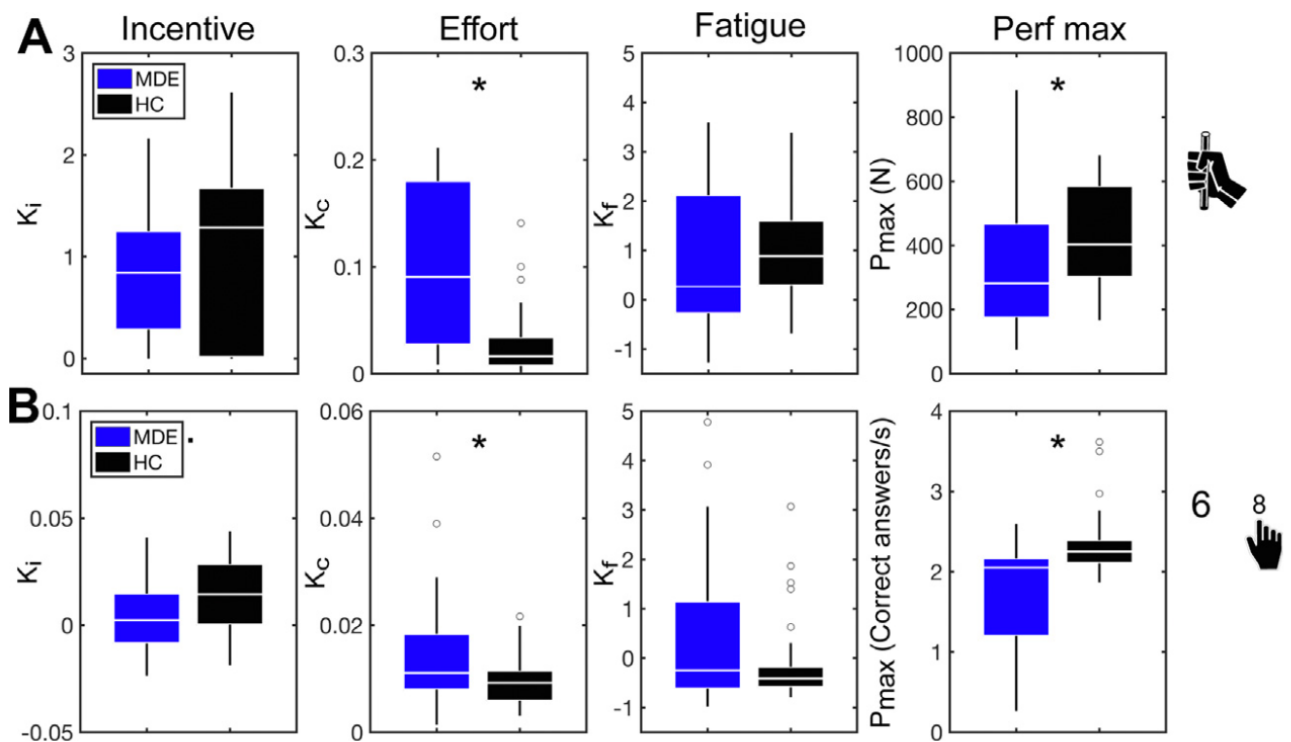 A Incentive Effort Fatigue Perf max
3 0.3 5 1000
MDE *  *
HC
4 800
2 0.2 3 600
Ki Kc Kf Pmax (N)
2
1 0.1 1 400
0 200
0 0 -1 0
B 0.1 0.06 5 4
MDE . * *
HC
4
0.05 0.04 3 3
6 8
Ki Kc Kf Pmax (Correct answers/s)
2 2
0 0.02 1 1
0
-0.05 0 -1 0